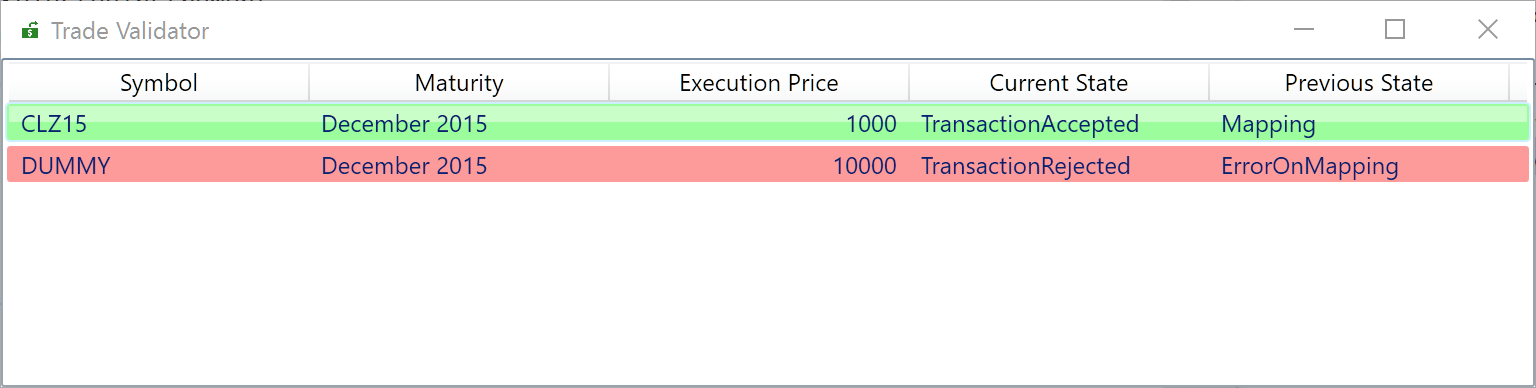 Trade Validator
Symbol Maturity Execution Price Current State Previous State
CLZ15 December 2015 1000 TransactionAccepted Mapping
DUMMY December 2015 10000 TransactionRejected ErrorOnMapping